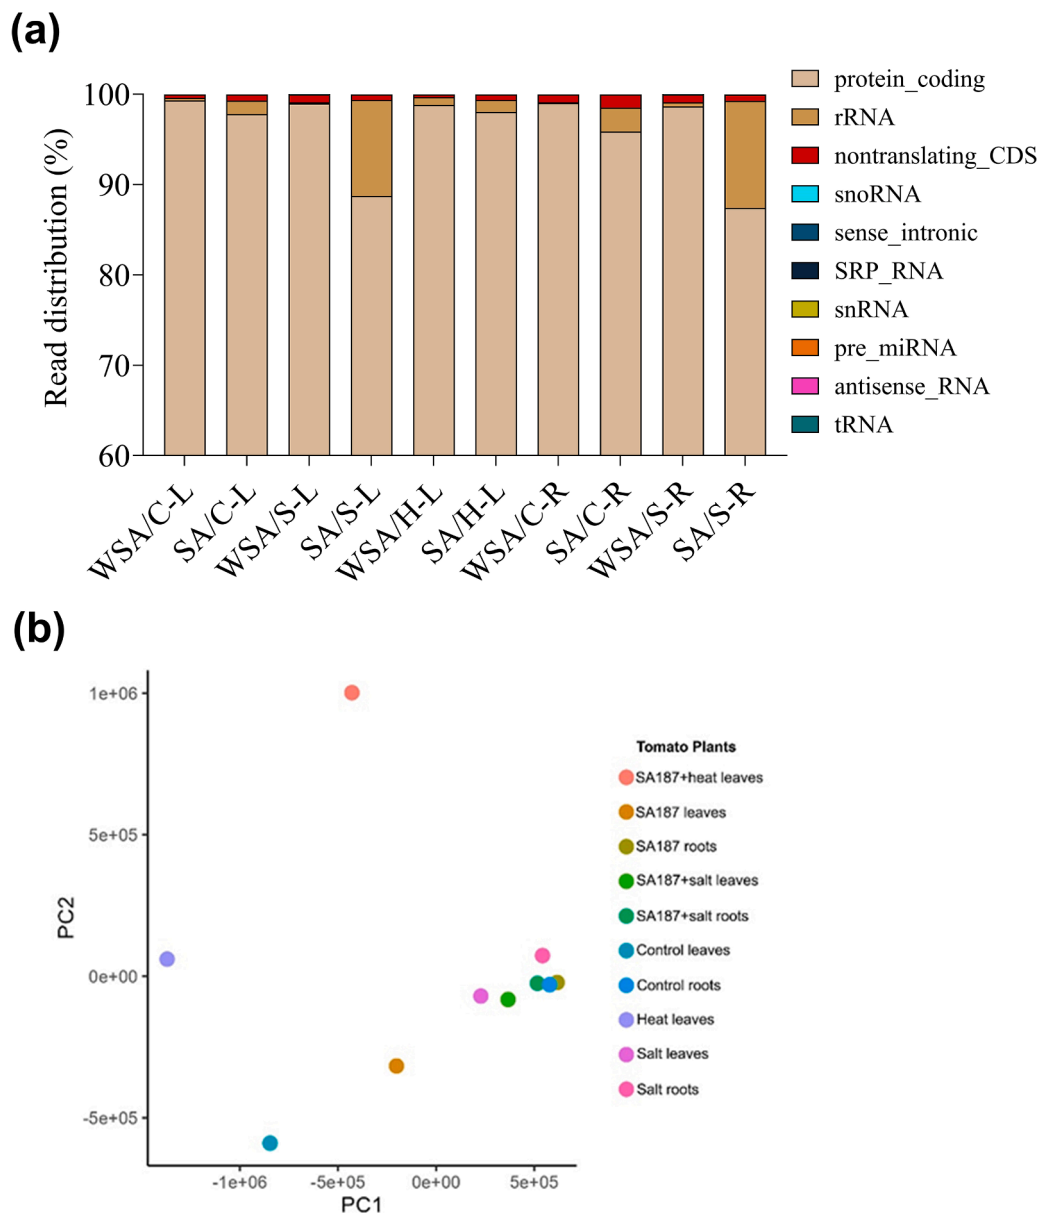 (a)
100
90
80
70
60
Read distribution (%)
WSA/C-L
SA/C-L
WSA/S-L
SA/S-L
WSA/H-L
SA/H-L
WSA/C-R
SA/C-R
WSA/S-R
SA/S-R
protein_coding
rRNA
nontranslating_CDS
snoRNA
sense_intronic
SRP_RNA
snRNA
pre_miRNA
antisense_RNA
tRNA
(b)
1e+06
5e+05
0e+00
-5e+05
PC2
-1e+06
-5e+05
0e+00
5e+05
PC1
Tomato Plants
SA187+heat leaves
SA187 leaves
SA187 roots
SA187+salt leaves
SA187+salt roots
Control leaves
Control roots
Heat leaves
Salt leaves
Salt roots